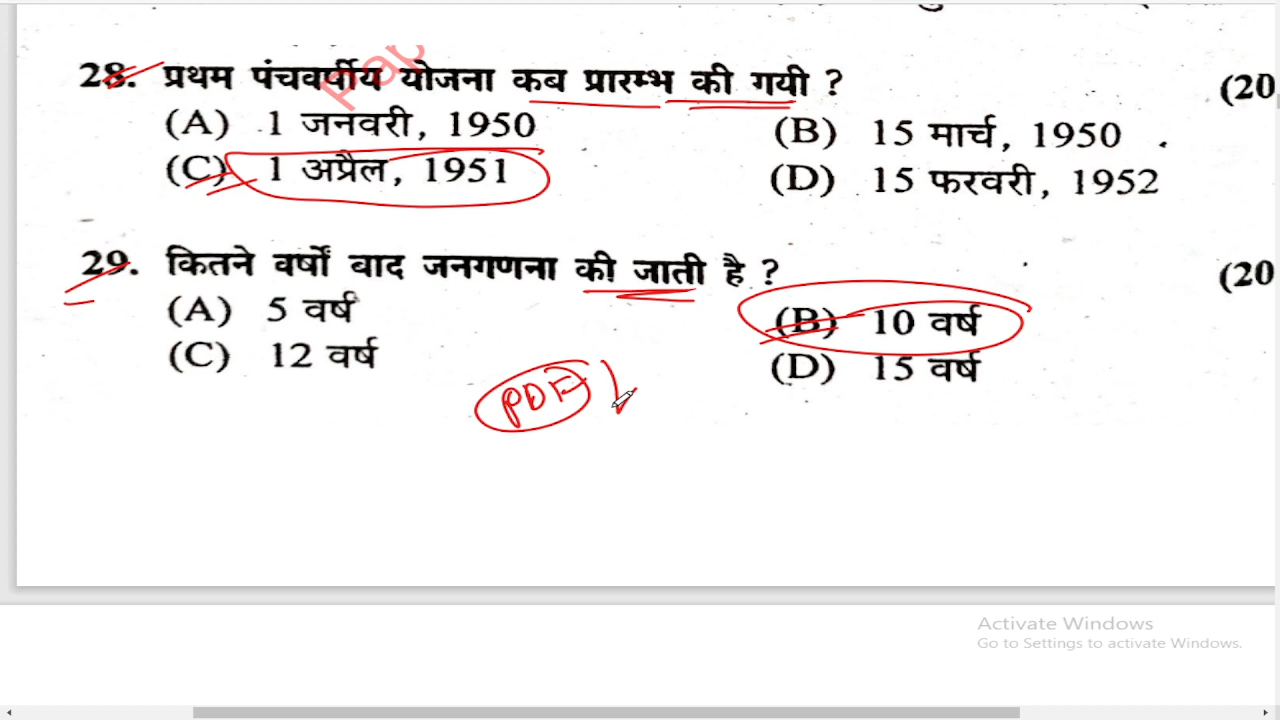 28. प्रथम पंचवर्षीय योजना कब प्रारम्भ की गयी ? (20
Pap
(A) 1 जनवरी, 1950 (B) 15 मार्च, 1950
(C) 1 अप्रैल, 1951 (D) 15 फरवरी, 1952
29. कितने वर्षों बाद जनगणना की जाती है ? (20
(A) 5 वर्ष (B) 10 वर्ष
(C) 12 वर्ष (D) 15 वर्ष
PDF
Activate Windows
Go to Settings to activate Windows.